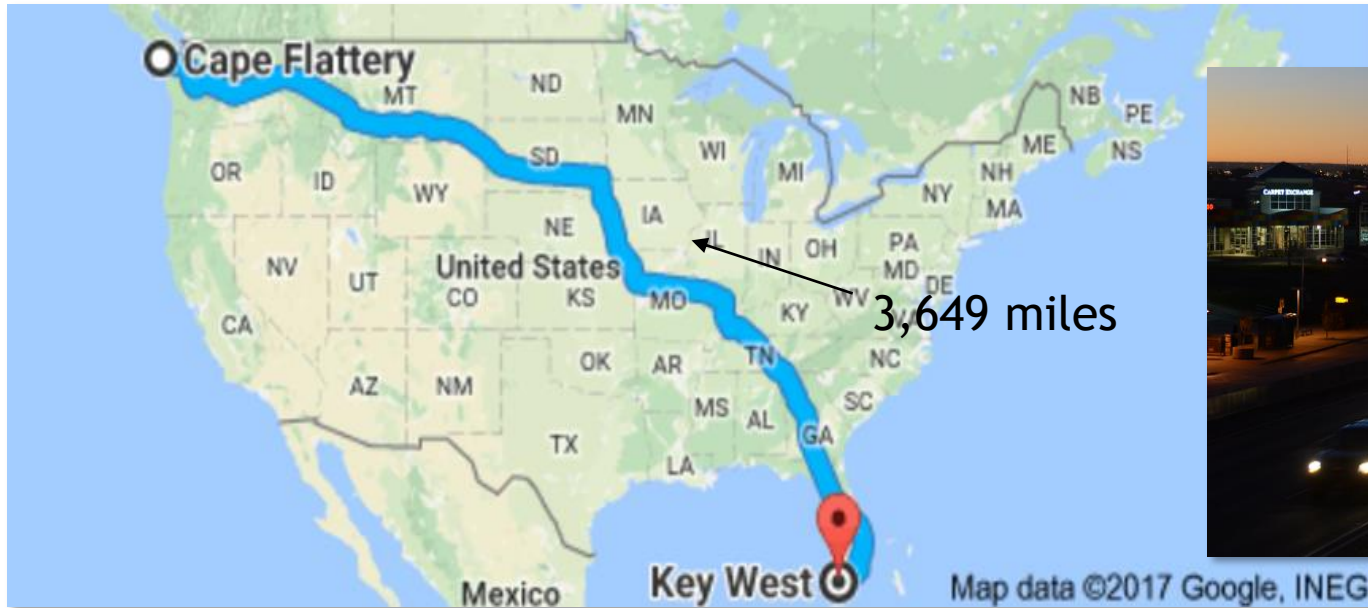 Cape Flattery
MT
ND
MN
NB
PE
NS
ME
WI
MI
NH
NY
MA
OR
ID
SD
WY
IA
NE
IL
IN
OH
PA
MD
DE
NV
UT
United States
CO
KS
MO
KY
WV
VA
3,649 miles
CA
OK
AR
TN
NC
AZ
NM
MS
AL
SC
GA
TX
LA
CARPET EXCHANGE
Mexico
Key West
Map data ©2017 Google, INEG